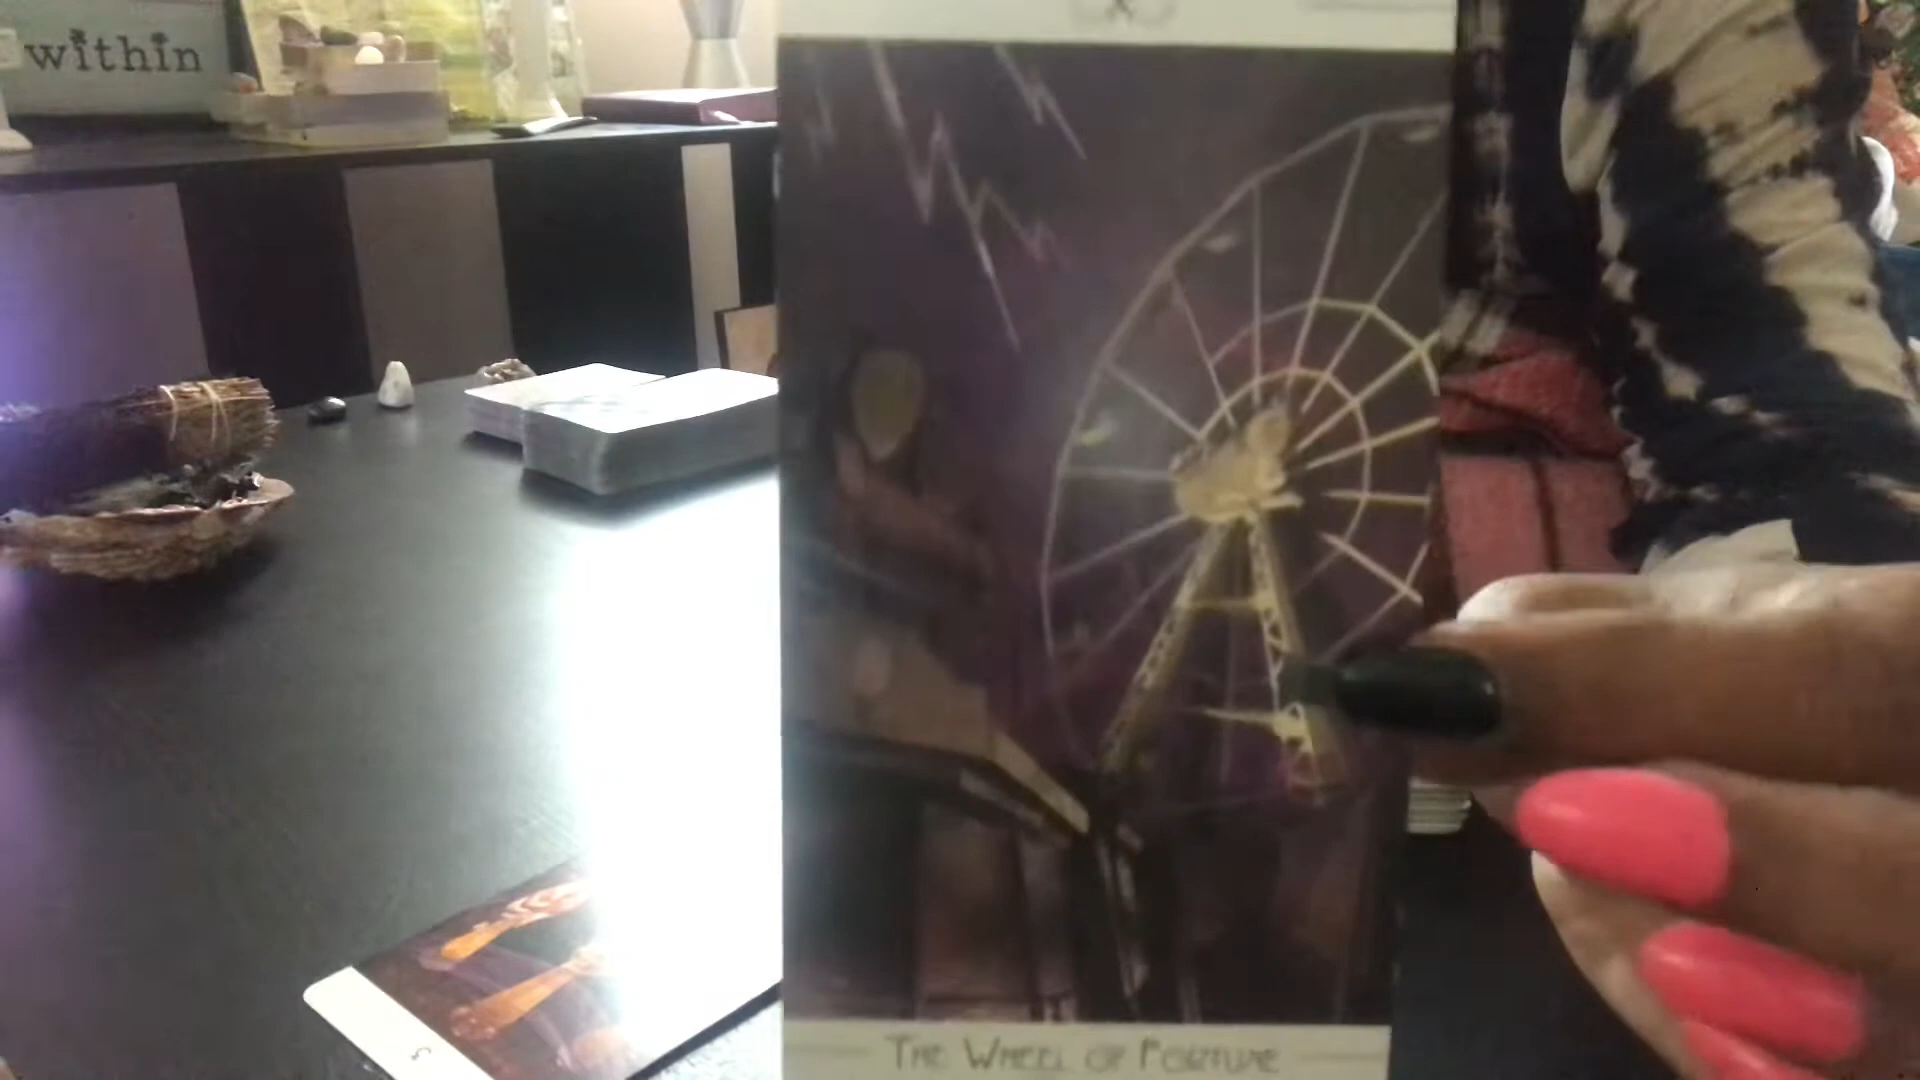 within
X
THE WHEEL OF FORTUNE